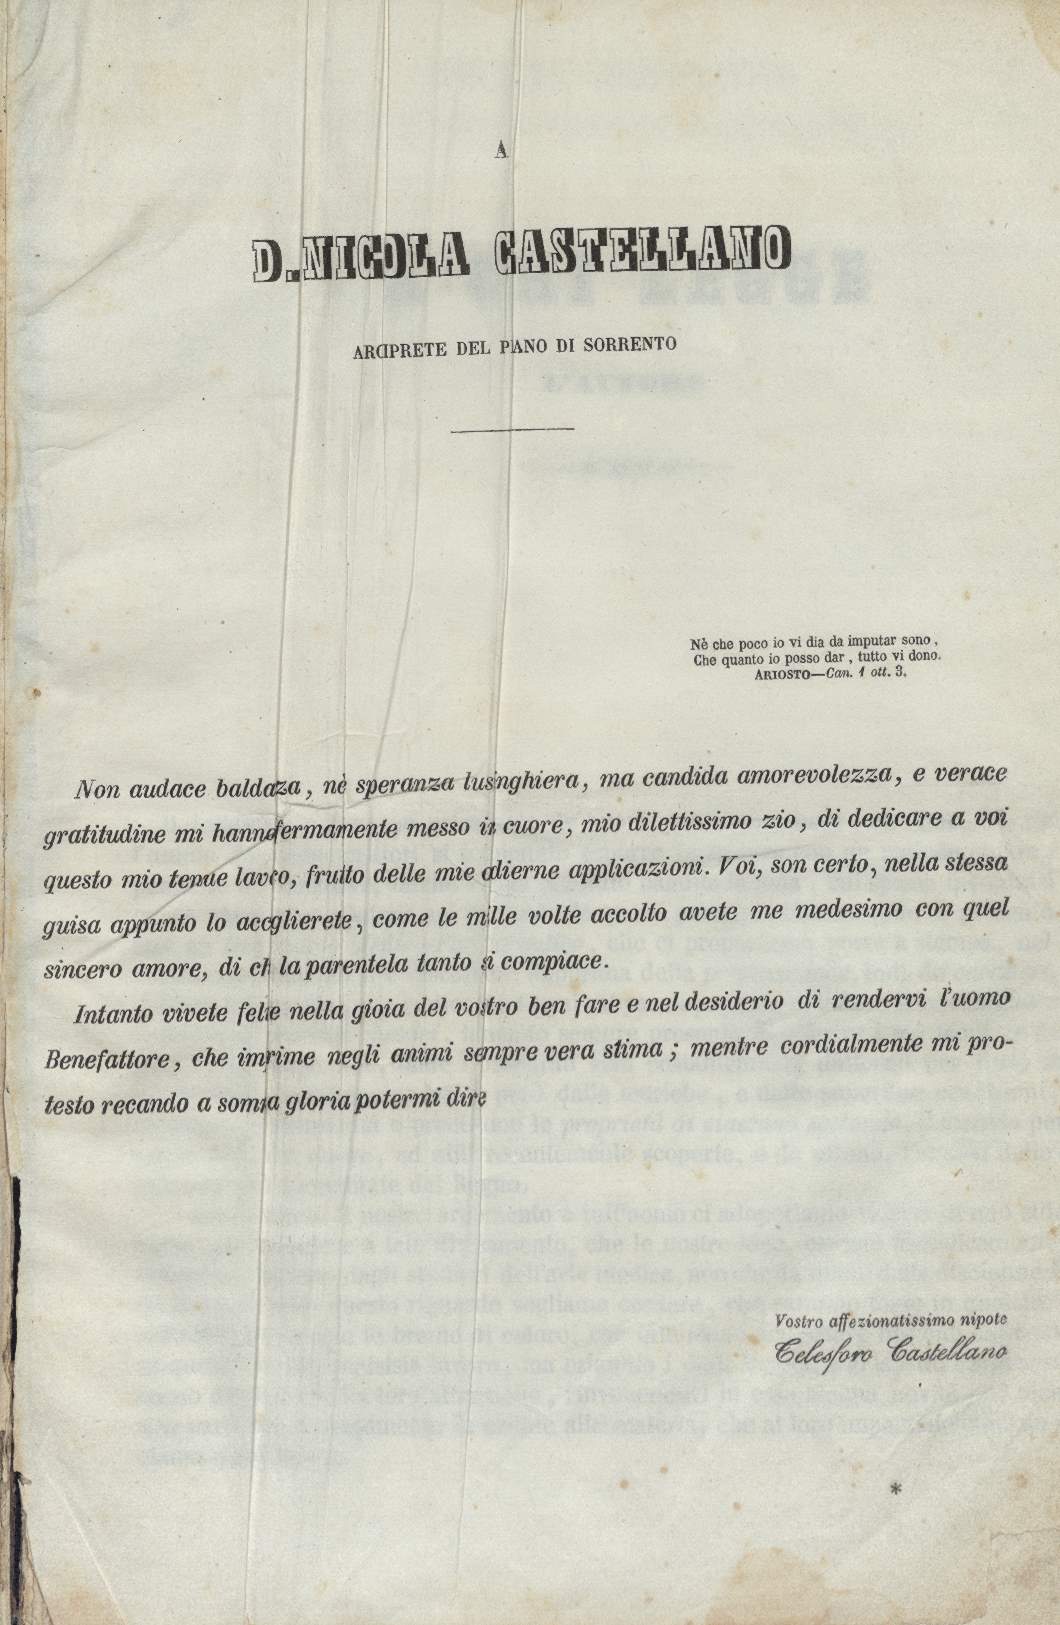 A
D. NICOLA CASTELLANO
ARCIPRETE DEL PIANO DI SORRENTO
Nè che poco io vi dia da imputar sono,
Che quanto io posso dar, tutto vi dono.
ARIOSTO—Can. 1 ott. 3.
Non audace baldaza, nè speranza lusinghiera, ma candida amorevolezza, e verace
gratitudine mi hanno fermamente messo in cuore, mio dilettissimo zio, di dedicare a voi
questo mio tenue lavoro, frutto delle mie odierne applicazioni. Voi, son certo, nella stessa
guisa appunto lo accoglierete, come le mille volte accolto avete me medesimo con quel
sincero amore, di che la parentela tanto si compiace.
Intanto vivete felice nella gioia del vostro ben fare e nel desiderio di rendervi l'uomo
Benefattore, che imprime negli animi sempre vera stima; mentre cordialmente mi pro-
testo recando a somma gloria potermi dire
Vostro affezionatissimo nipote
Telesforo Castellano
*